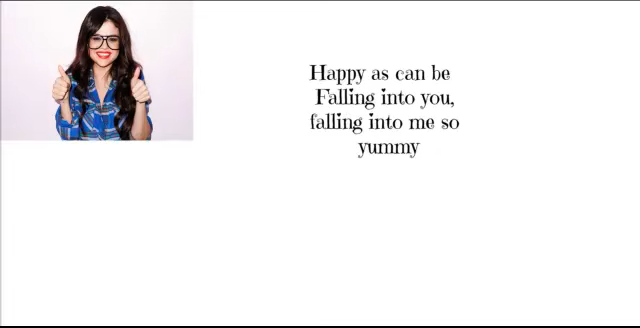 Happy as can be
Falling into you,
falling into me so
yummy